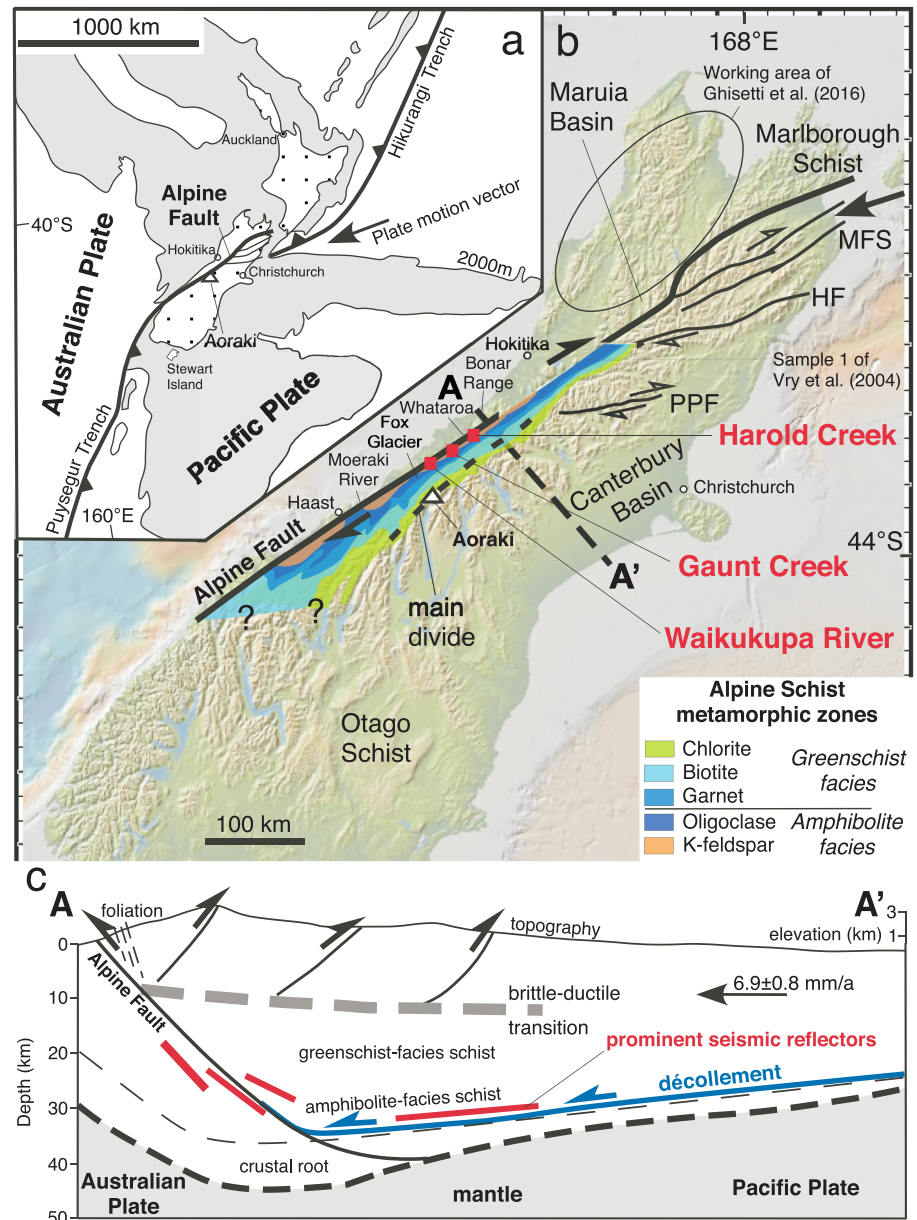 1000 km
a
Auckland
Hikurangi Trench
Alpine
Fault
40°S
Hokitika
Christchurch
Plate motion vector
2000m
Australian Plate
Aoraki
Stewart
Island
Pacific Plate
Puysegur Trench
160°E
b
168°E
Working area of
Ghisetti et al. (2016)
Maruia
Basin
Marlborough
Schist
MFS
HF
Hokitika
Bonar
Range
Sample 1 of
Vry et al. (2004)
A
Whataroa
PPF
Fox
Glacier
Harold Creek
Moeraki
River
Canterbury
Basin
Christchurch
Haast
44°S
Aoraki
Alpine Fault
Gaunt Creek
A'
? ?
main
divide
Waikukupa River
Otago
Schist
100 km
Alpine Schist
metamorphic zones
Chlorite
Biotite
Garnet
Greenschist
facies
Oligoclase
K-feldspar
Amphibolite
facies
c
A
A'
foliation
topography
3
elevation (km) 1
0
Alpine Fault
10
brittle-ductile
transition
6.9±0.8 mm/a
20
greenschist-facies schist
prominent seismic reflectors
Depth (km)
30
amphibolite-facies schist
décollement
40
crustal root
Australian
Plate
mantle
Pacific Plate
50